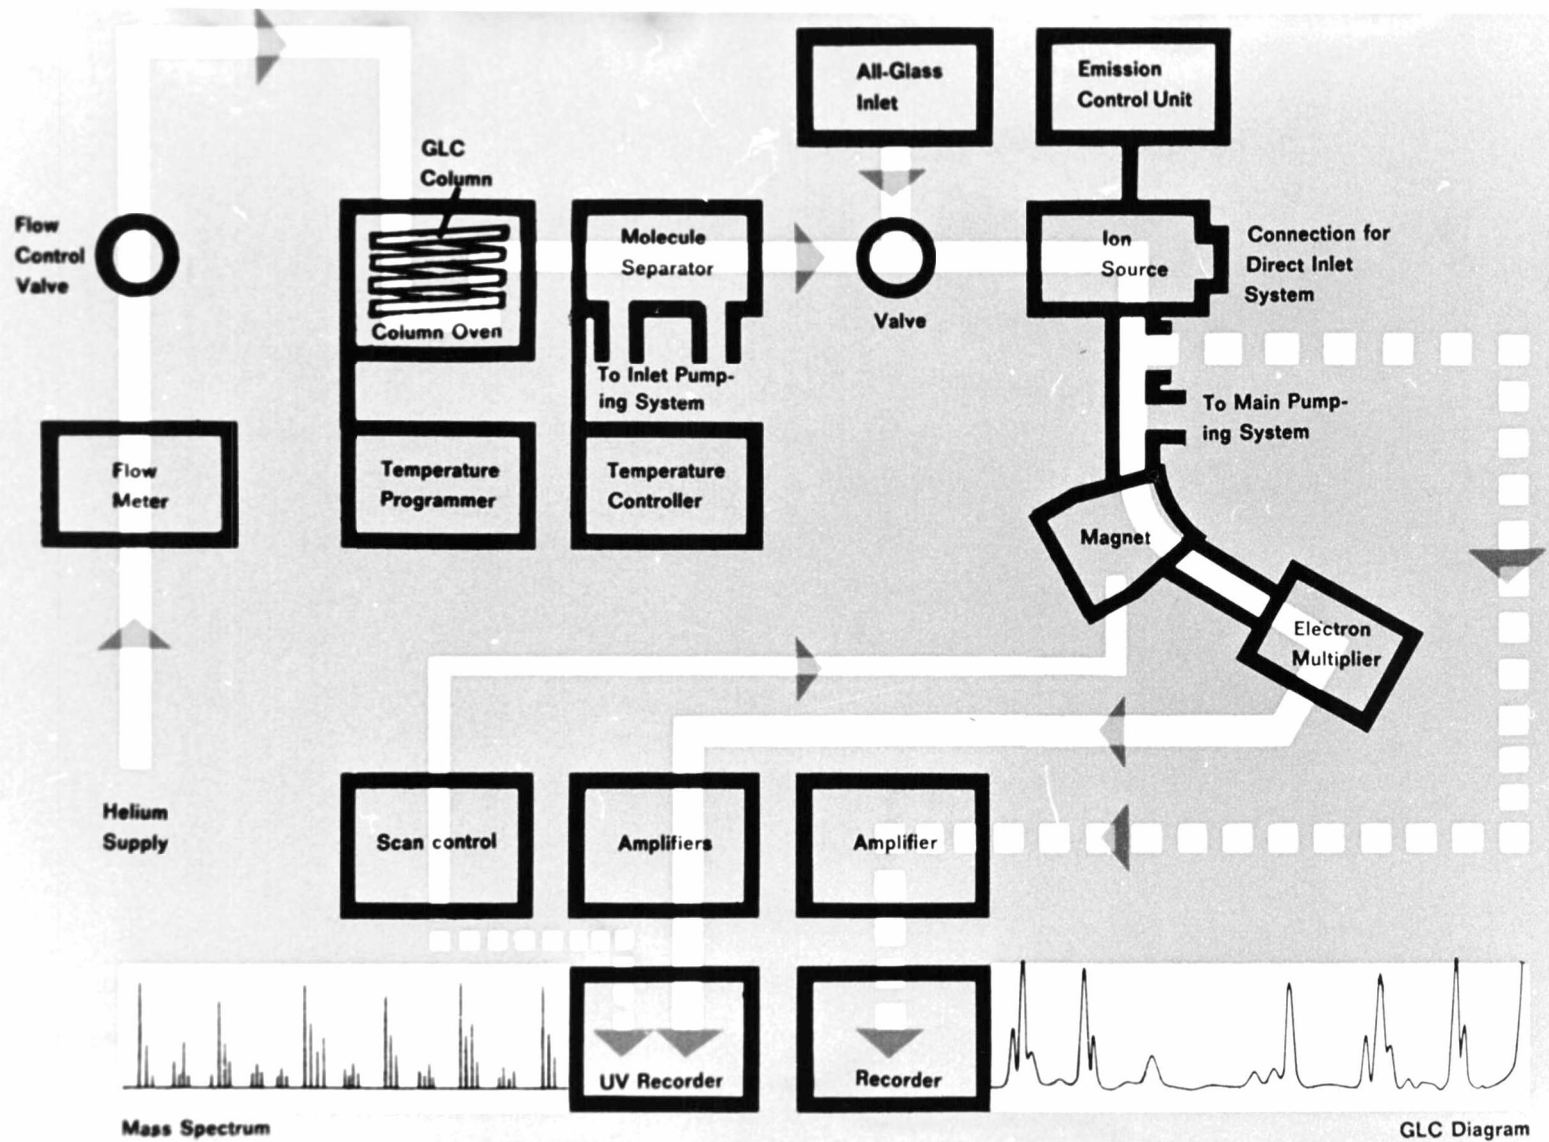 All-Glass
Inlet
Emission
Control Unit
GLC
Column
Flow
Control
Valve
Column Oven
Molecule
Separator
To Inlet Pump-
ing System
Valve
Ion
Source
Connection for
Direct Inlet
System
To Main Pump-
ing System
Flow
Meter
Temperature
Programmer
Temperature
Controller
Magnet
Electron
Multiplier
Helium
Supply
Scan control
Amplifiers
Amplifier
UV Recorder
Recorder
Mass Spectrum
GLC Diagram